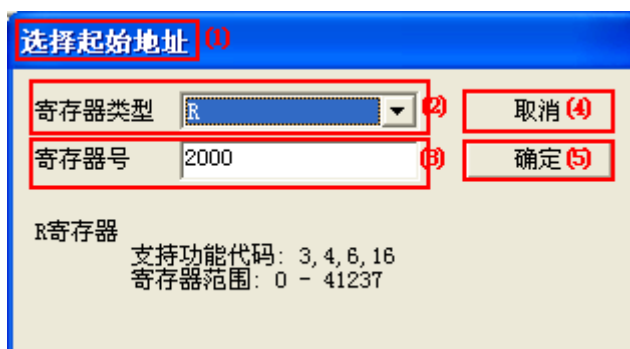 选择起始地址 (1)
寄存器类型 R (2) 取消 (4)
寄存器号 2000 (3) 确定 (5)
R寄存器
支持功能代码: 3,4,6,16
寄存器范围: 0 - 41237